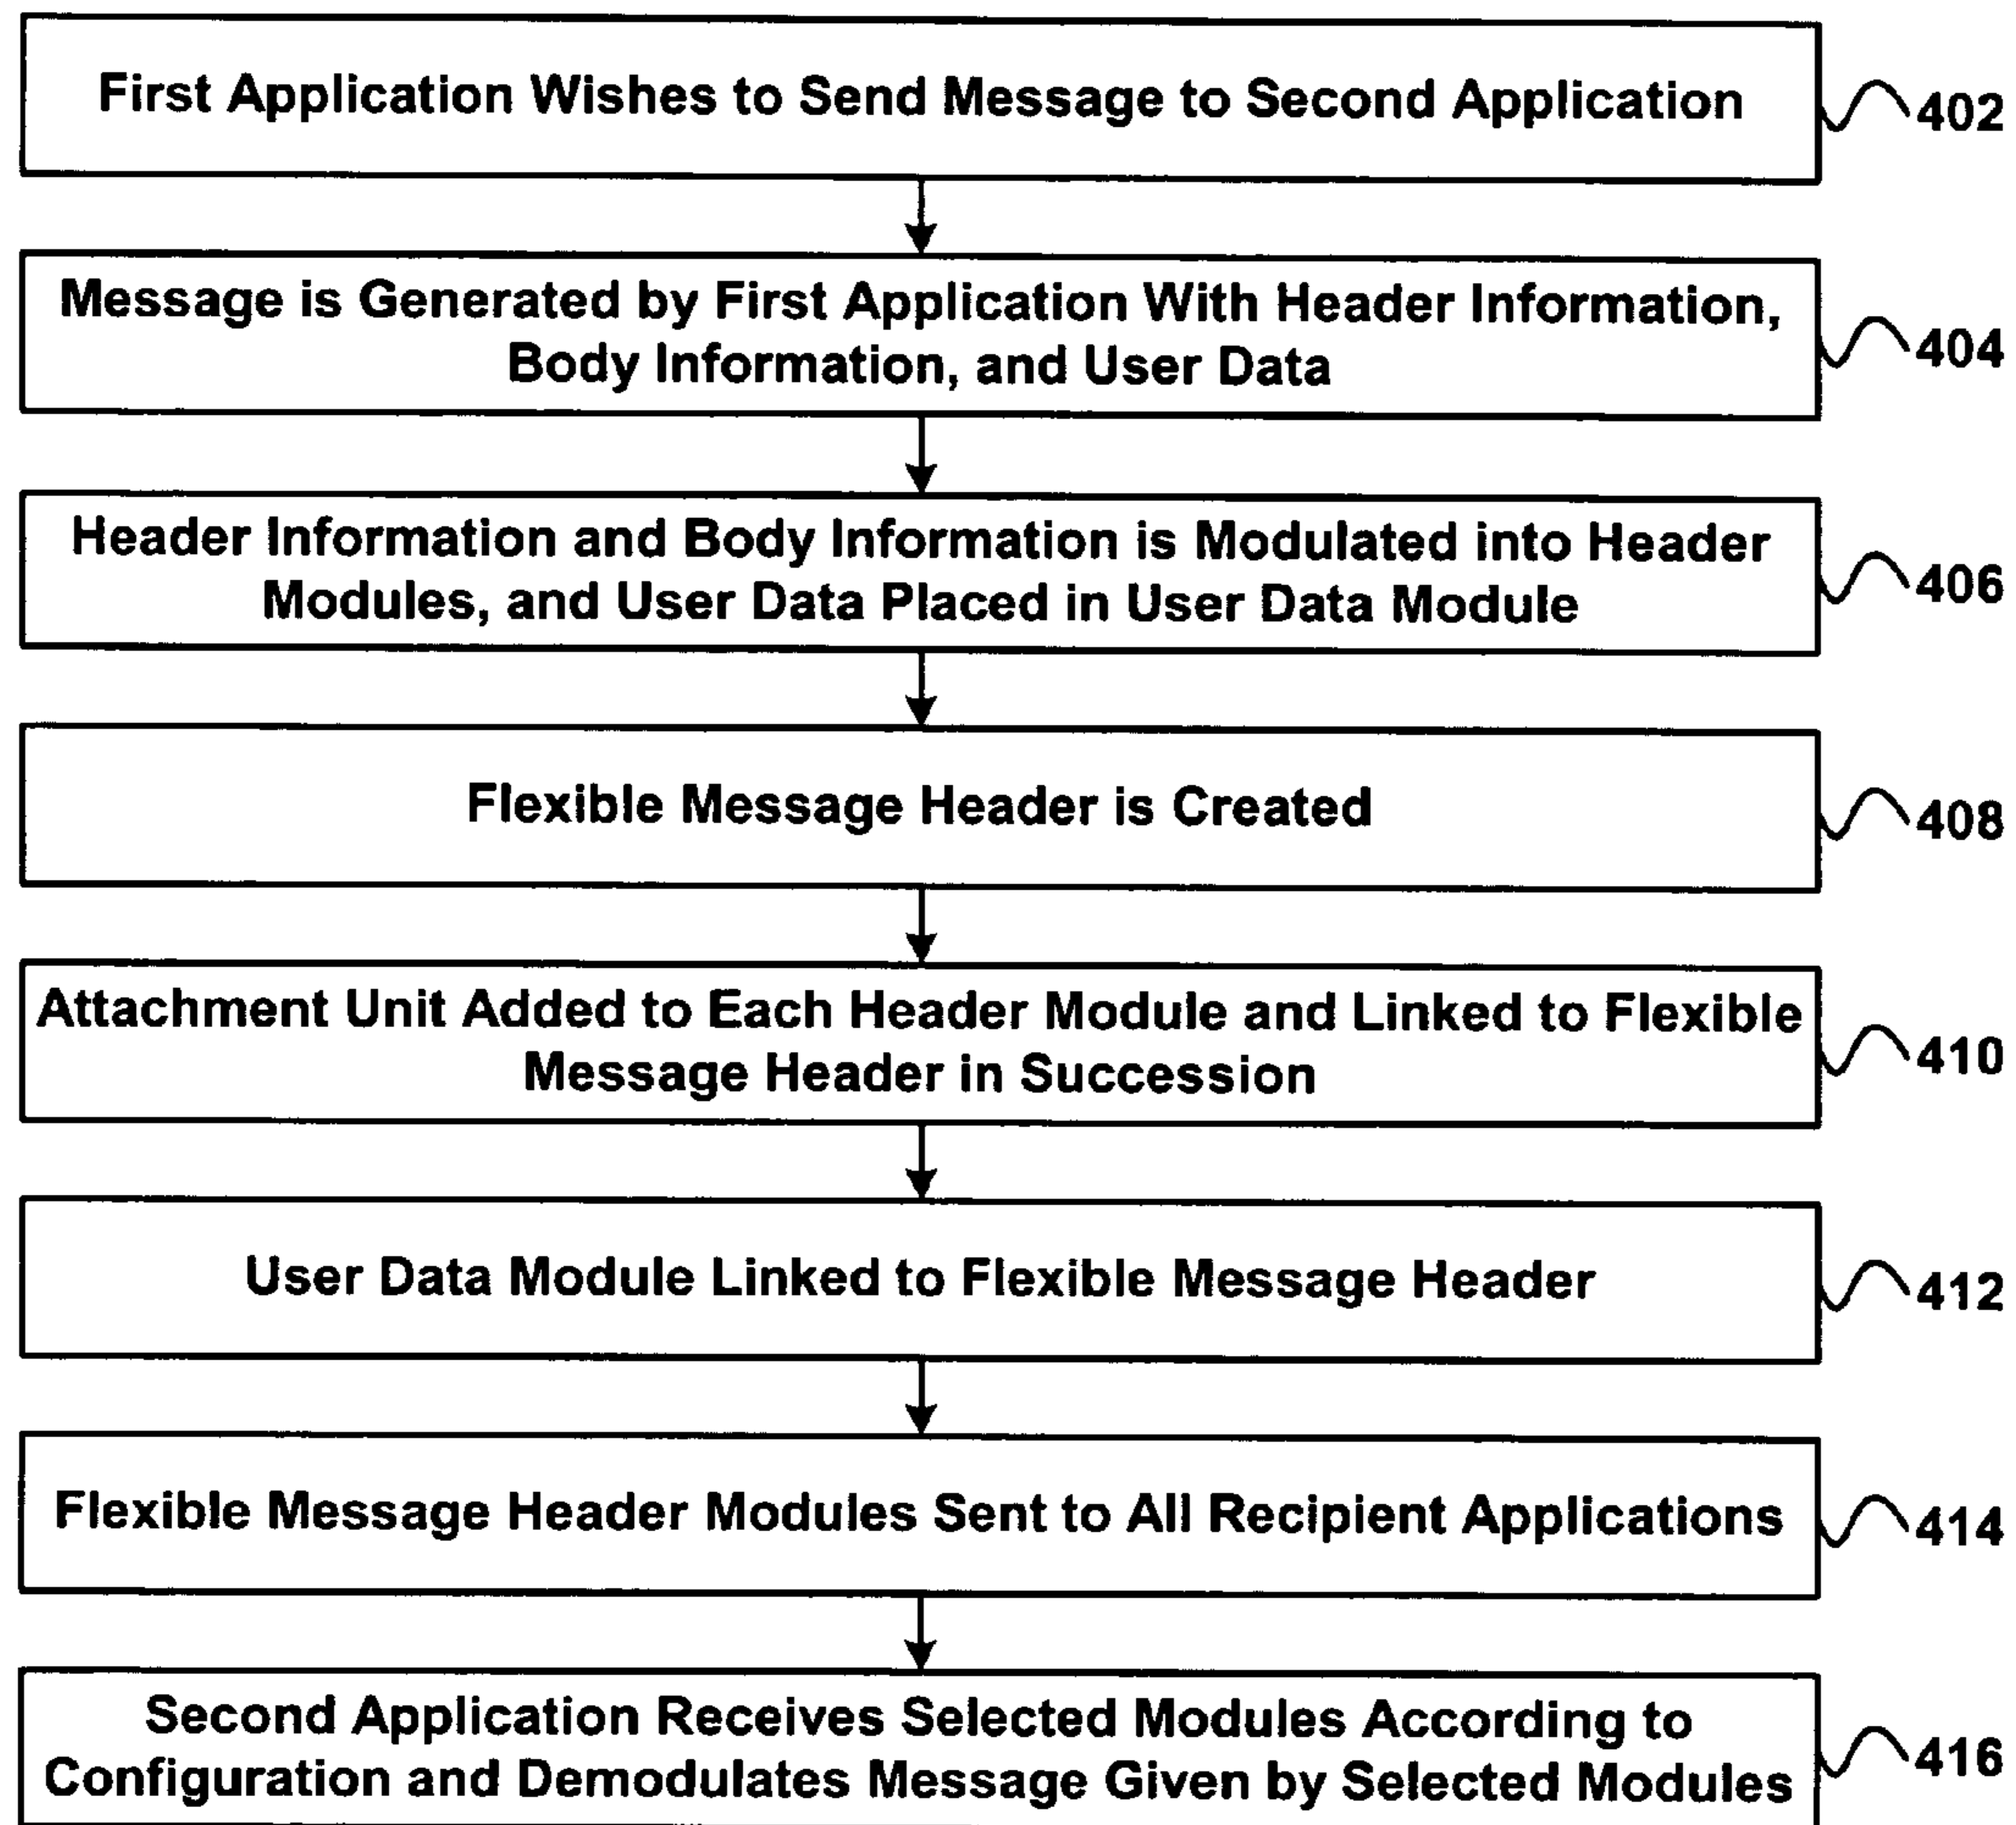 First Application Wishes to Send Message to Second Application
402
Message is Generated by First Application With Header Information,
Body Information, and User Data
404
Header Information and Body Information is Modulated into Header
Modules, and User Data Placed in User Data Module
406
Flexible Message Header is Created
408
Attachment Unit Added to Each Header Module and Linked to Flexible
Message Header in Succession
410
User Data Module Linked to Flexible Message Header
412
Flexible Message Header Modules Sent to All Recipient Applications
414
Second Application Receives Selected Modules According to
Configuration and Demodulates Message Given by Selected Modules
416